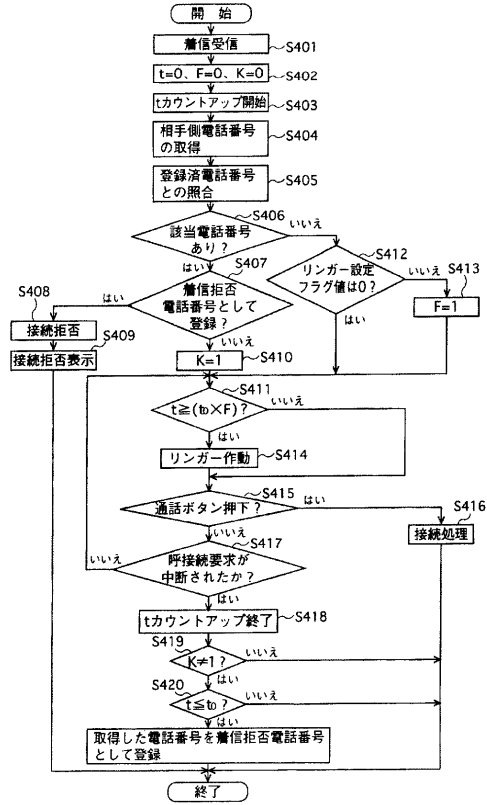 開 始
着信受信
S401
t=0、F=0、K=0
S402
tカウントアップ開始
S403
相手側電話番号
の取得
S404
登録済電話番号
との照合
S405
S406
該当電話番号
あり?
いいえ
はい
S407
着信拒否
電話番号として
登録?
はい
いいえ
S408
接続拒否
S409
接続拒否表示
S412
リンガー設定
フラグ値は0?
いいえ
はい
S413
F=1
K=1
S410
S411
t≧(t0×F)?
いいえ
はい
リンガー作動
S414
S415
通話ボタン押下?
はい
いいえ
S416
接続処理
S417
呼接続要求が
中断されたか?
いいえ
はい
tカウントアップ終了
S418
S419
K≠1?
いいえ
はい
S420
t≦t0?
いいえ
はい
取得した電話番号を着信拒否電話番号
として登録
終了